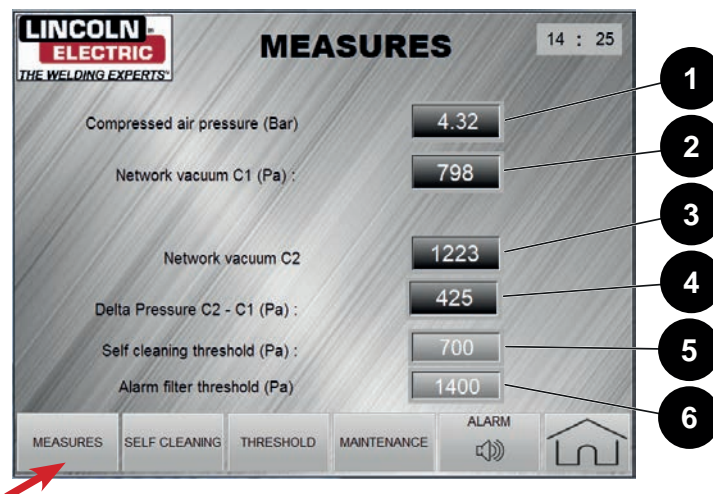 LINCOLN
ELECTRIC
THE WELDING EXPERTS
MEASURES
14 : 25
Compressed air pressure (Bar)
4.32
1
Network vacuum C1 (Pa) :
798
2
Network vacuum C2
1223
3
Delta Pressure C2 - C1 (Pa) :
425
4
Self cleaning threshold (Pa) :
700
5
Alarm filter threshold (Pa)
1400
6
MEASURES
SELF CLEANING
THRESHOLD
MAINTENANCE
ALARM